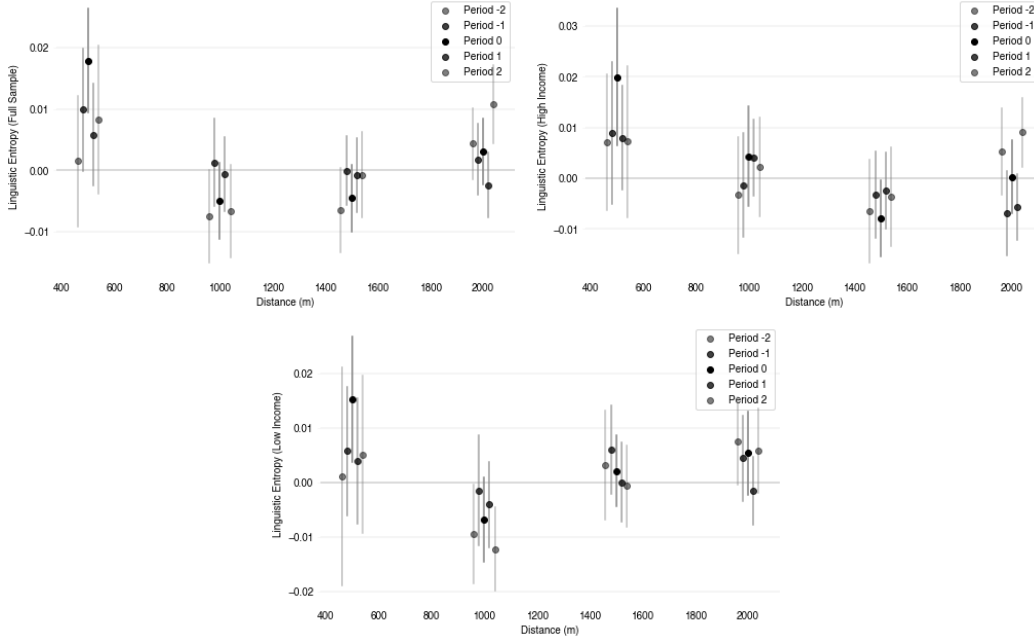 Linguistic Entropy (Full Sample)
0.02
0.01
0.00
−0.01
400 600 800 1000 1200 1400 1600 1800 2000
Distance (m)
Period -2
Period -1
Period 0
Period 1
Period 2
Linguistic Entropy (High Income)
0.03
0.02
0.01
0.00
−0.01
400 600 800 1000 1200 1400 1600 1800 2000
Distance (m)
Period -2
Period -1
Period 0
Period 1
Period 2
Linguistic Entropy (Low Income)
0.02
0.01
0.00
−0.01
−0.02
400 600 800 1000 1200 1400 1600 1800 2000
Distance (m)
Period -2
Period -1
Period 0
Period 1
Period 2